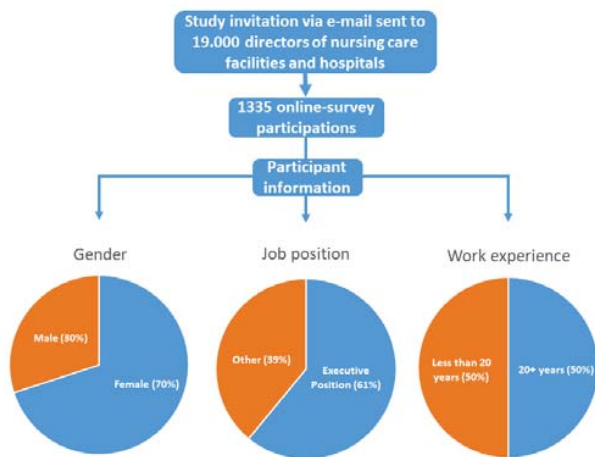 Study invitation via e-mail sent to
19.000 directors of nursing care
facilities and hospitals
1335 online-survey
participations
Participant
information
Gender
Job position
Work experience
Male (30%)
Female (70%)
Other (39%)
Executive
Position (61%)
Less than 20
years (50%)
20+ years (50%)